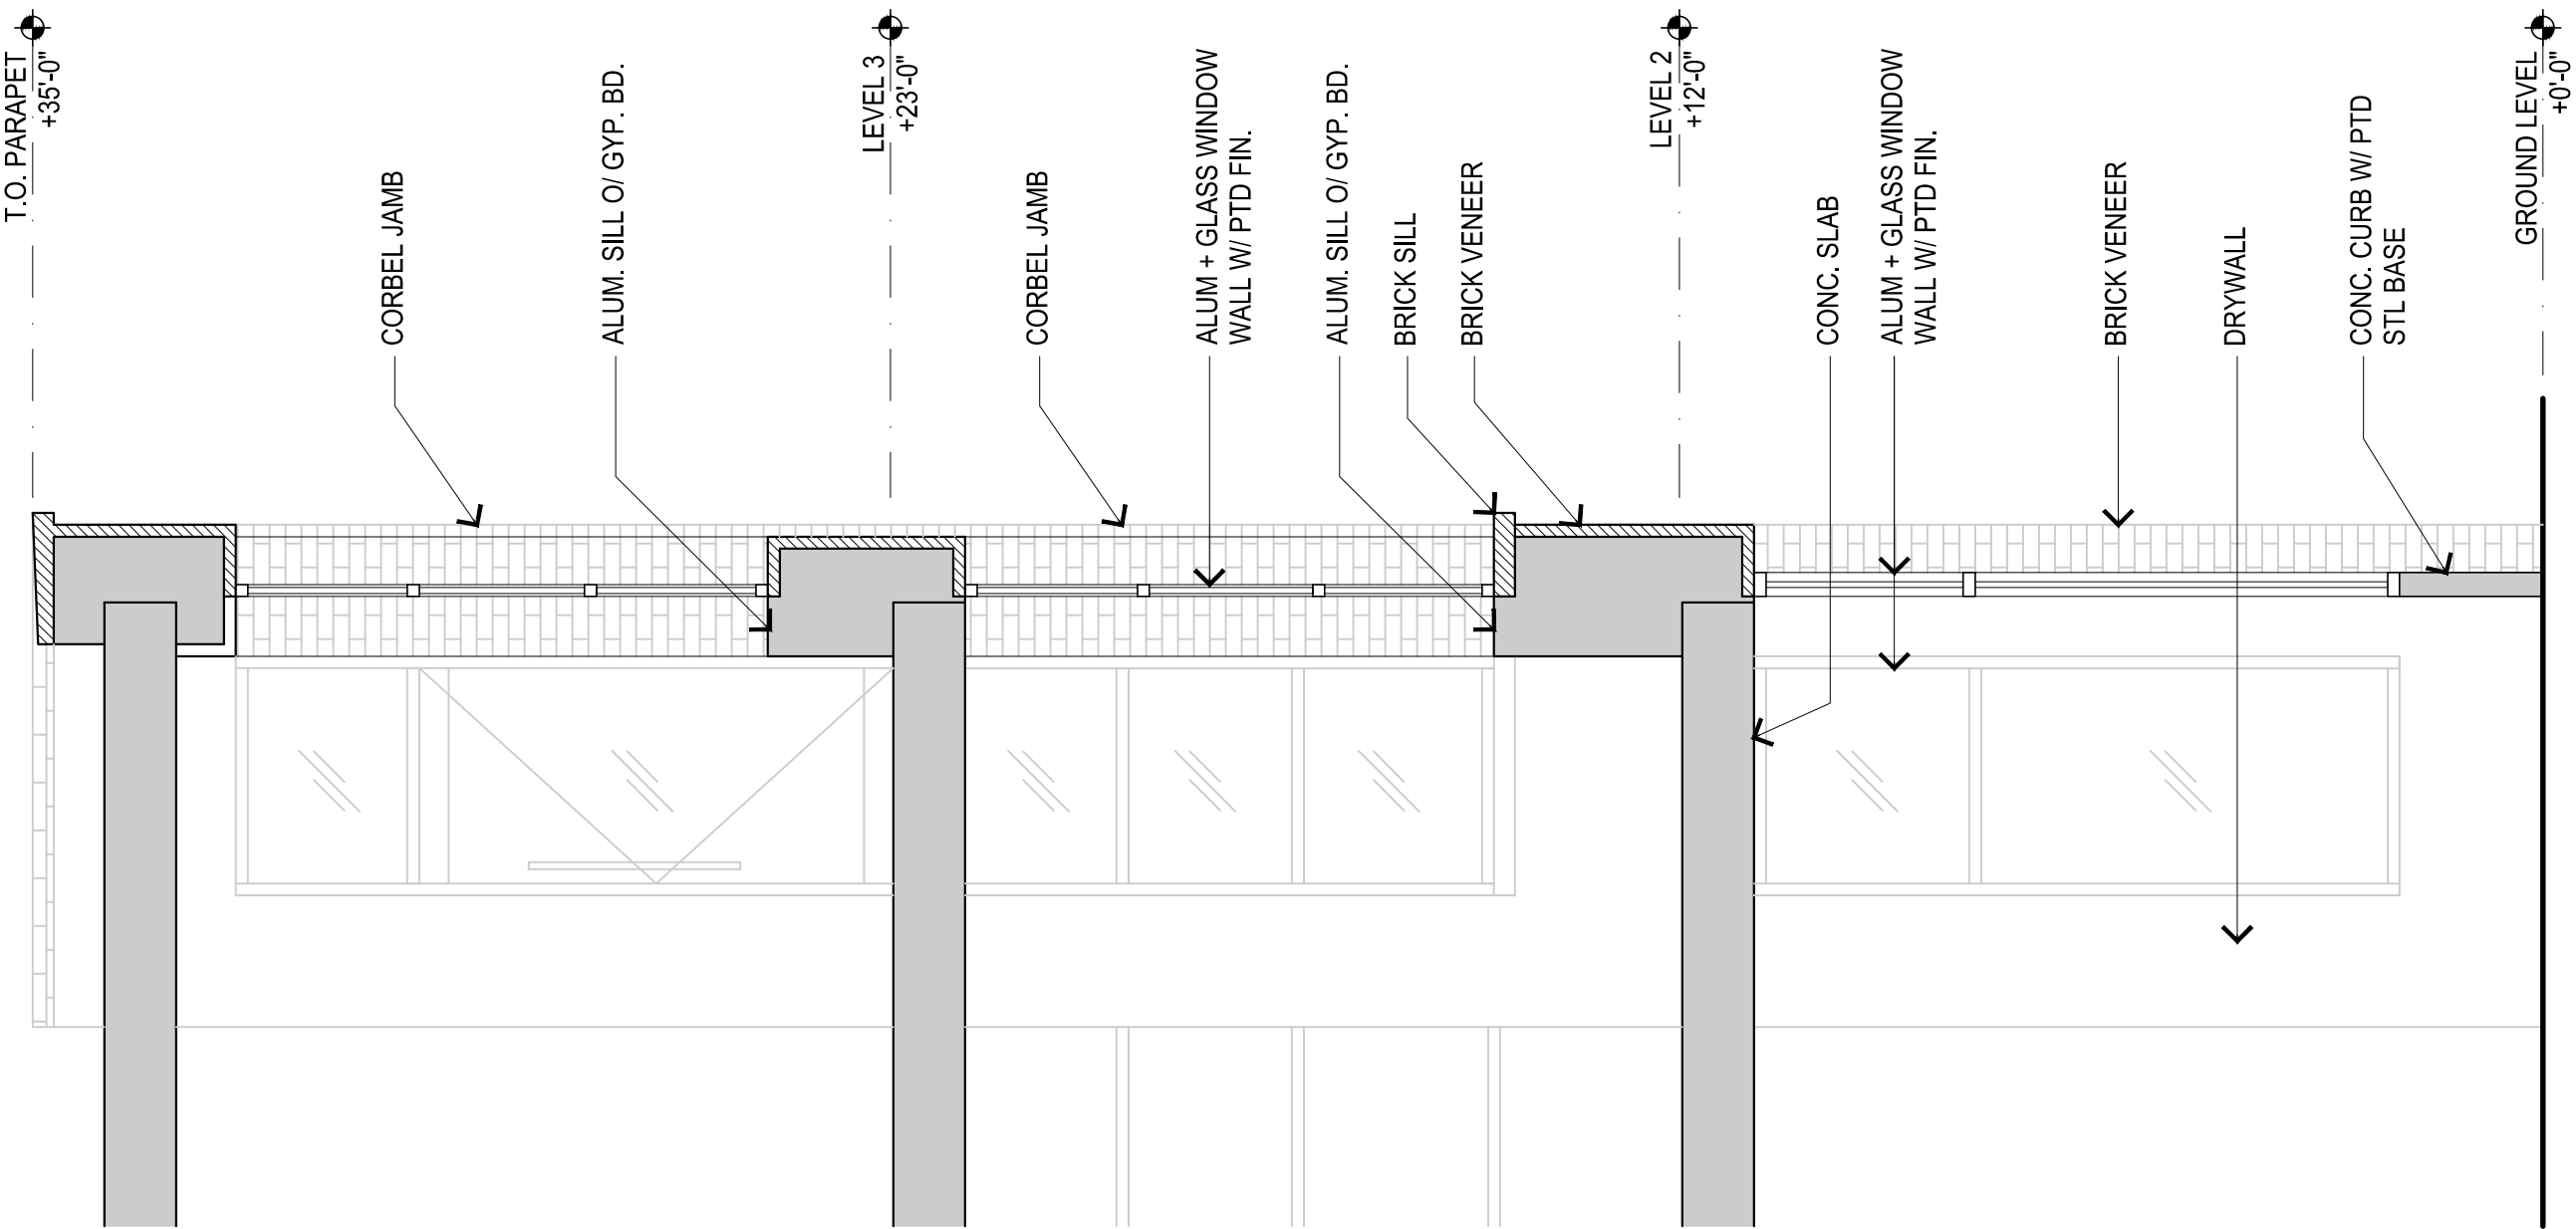 T.O. PARAPET
+35'-0"
CORBEL JAMB
ALUM. SILL O/ GYP. BD.
LEVEL 3
+23'-0"
CORBEL JAMB
ALUM + GLASS WINDOW
WALL W/ PTD FIN.
ALUM. SILL O/ GYP. BD.
BRICK SILL
BRICK VENEER
LEVEL 2
+12'-0"
CONC. SLAB
ALUM + GLASS WINDOW
WALL W/ PTD FIN.
BRICK VENEER
DRYWALL
CONC. CURB W/ PTD
STL BASE
GROUND LEVEL
+0'-0"